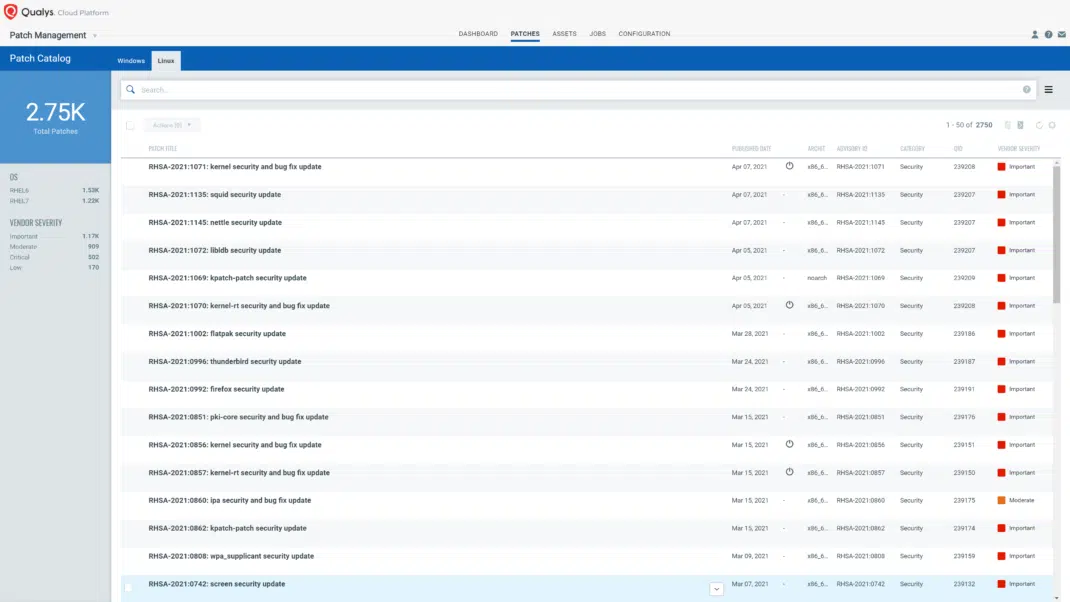 Qualys. Cloud Platform
Patch Management
DASHBOARD PATCHES ASSETS JOBS CONFIGURATION
Patch Catalog Windows Linux
Search...
2.75K
Total Patches
1 - 50 of 2750
PATCH TITLE PUBLISHED DATE ADVISORY ID CATEGORY QID VENDOR SEVERITY
OS
RHEL6 1.53K
RHEL7 1.22K
VENDOR SEVERITY
Important 1.17K
Moderate 909
Critical 502
Low 170
RHSA-2021:1071: kernel security and bug fix update Apr 07, 2021 x86_6... RHSA-2021:1071 Security 239208 Important
RHSA-2021:1135: squid security update Apr 07, 2021 - x86_6... RHSA-2021:1135 Security 239207 Important
RHSA-2021:1145: nettle security update Apr 07, 2021 - x86_6... RHSA-2021:1145 Security 239207 Important
RHSA-2021:1072: libldb security update Apr 05, 2021 - x86_6... RHSA-2021:1072 Security 239207 Important
RHSA-2021:1069: kpatch-patch security update Apr 05, 2021 - noarch RHSA-2021:1069 Security 239209 Important
RHSA-2021:1070: kernel-rt security and bug fix update Apr 05, 2021 x86_6... RHSA-2021:1070 Security 239208 Important
RHSA-2021:1002: flatpak security update Mar 28, 2021 - x86_6... RHSA-2021:1002 Security 239186 Important
RHSA-2021:0996: thunderbird security update Mar 24, 2021 - x86_6... RHSA-2021:0996 Security 239187 Important
RHSA-2021:0992: firefox security update Mar 24, 2021 - x86_6... RHSA-2021:0992 Security 239191 Important
RHSA-2021:0851: pki-core security and bug fix update Mar 15, 2021 - x86_6... RHSA-2021:0851 Security 239176 Important
RHSA-2021:0856: kernel security and bug fix update Mar 15, 2021 x86_6... RHSA-2021:0856 Security 239151 Important
RHSA-2021:0857: kernel-rt security and bug fix update Mar 15, 2021 x86_6... RHSA-2021:0857 Security 239150 Important
RHSA-2021:0860: ipa security and bug fix update Mar 15, 2021 - x86_6... RHSA-2021:0860 Security 239175 Moderate
RHSA-2021:0862: kpatch-patch security update Mar 15, 2021 - x86_6... RHSA-2021:0862 Security 239174 Important
RHSA-2021:0808: wpa_supplicant security update Mar 09, 2021 - x86_6... RHSA-2021:0808 Security 239159 Important
RHSA-2021:0742: screen security update Mar 07, 2021 - x86_6... RHSA-2021:0742 Security 239132 Important